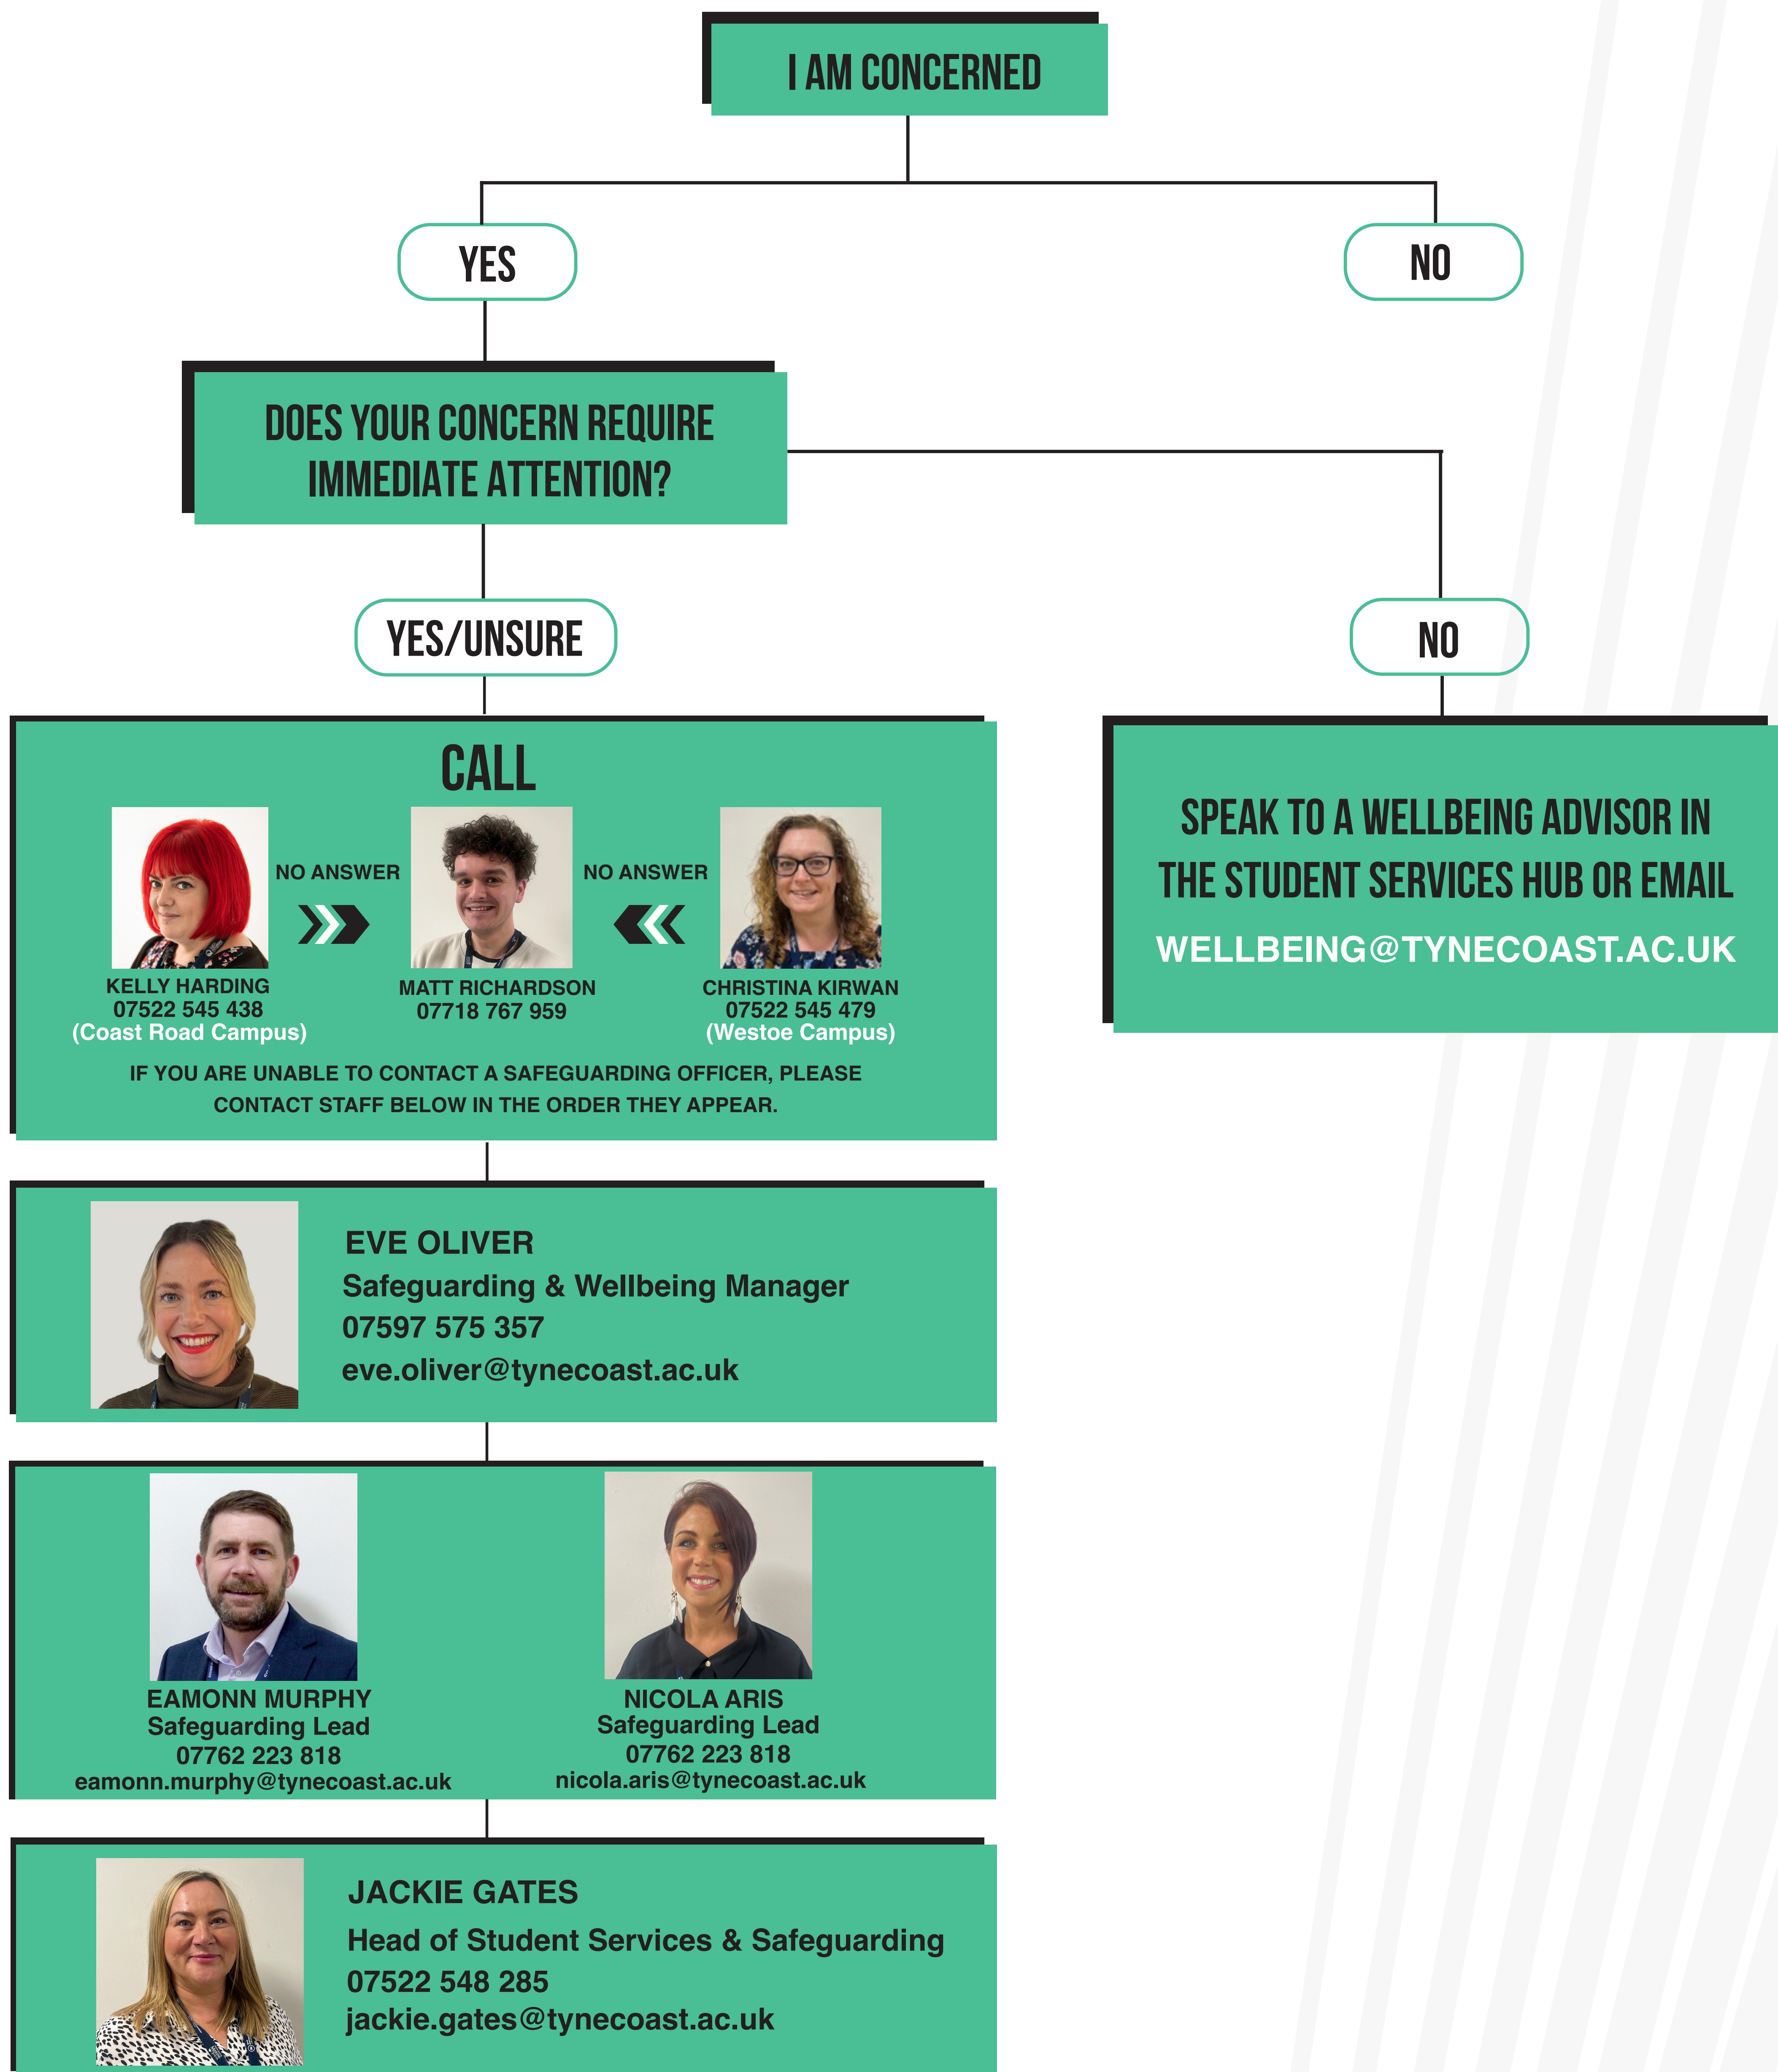 I AM CONCERNED
YES
NO
DOES YOUR CONCERN REQUIRE
IMMEDIATE ATTENTION?
YES/UNSURE
NO
CALL
NO ANSWER
NO ANSWER
KELLY HARDING
07522 545 438
(Coast Road Campus)
MATT RICHARDSON
07718 767 959
CHRISTINA KIRWAN
07522 545 479
(Westoe Campus)
IF YOU ARE UNABLE TO CONTACT A SAFEGUARDING OFFICER, PLEASE
CONTACT STAFF BELOW IN THE ORDER THEY APPEAR.
SPEAK TO A WELLBEING ADVISOR IN
THE STUDENT SERVICES HUB OR EMAIL
WELLBEING@TYNECOAST.AC.UK
EVE OLIVER
Safeguarding & Wellbeing Manager
07597 575 357
eve.oliver@tynecoast.ac.uk
EAMONN MURPHY
Safeguarding Lead
07762 223 818
eamonn.murphy@tynecoast.ac.uk
NICOLA ARIS
Safeguarding Lead
07762 223 818
nicola.aris@tynecoast.ac.uk
JACKIE GATES
Head of Student Services & Safeguarding
07522 548 285
jackie.gates@tynecoast.ac.uk